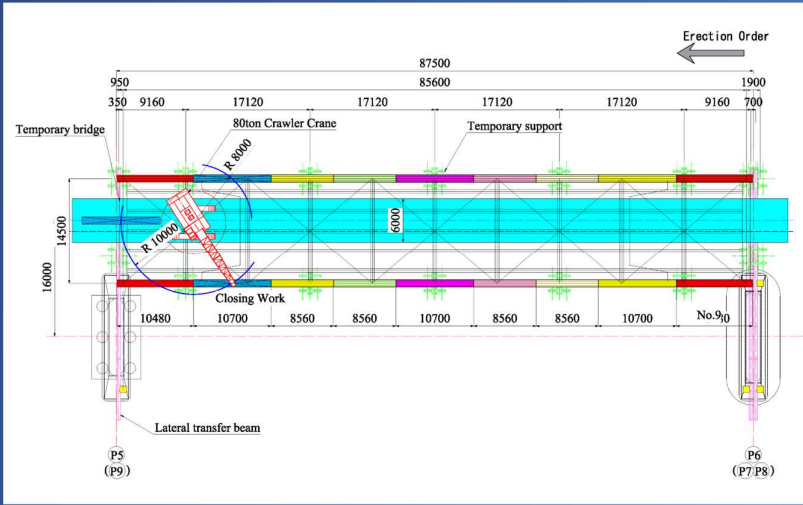 Erection Order
87500
950 85600 1900
350 9160 17120 17120 17120 17120 9160 700
80ton Crawler Crane
Temporary bridge
Temporary support
R 8000
6000
14500
R 10000
16000
Closing Work
10480 10700 8560 8560 10700 8560 8560 10700 No.9
Lateral transfer beam
P5 P6
(P9) (P7 P8)